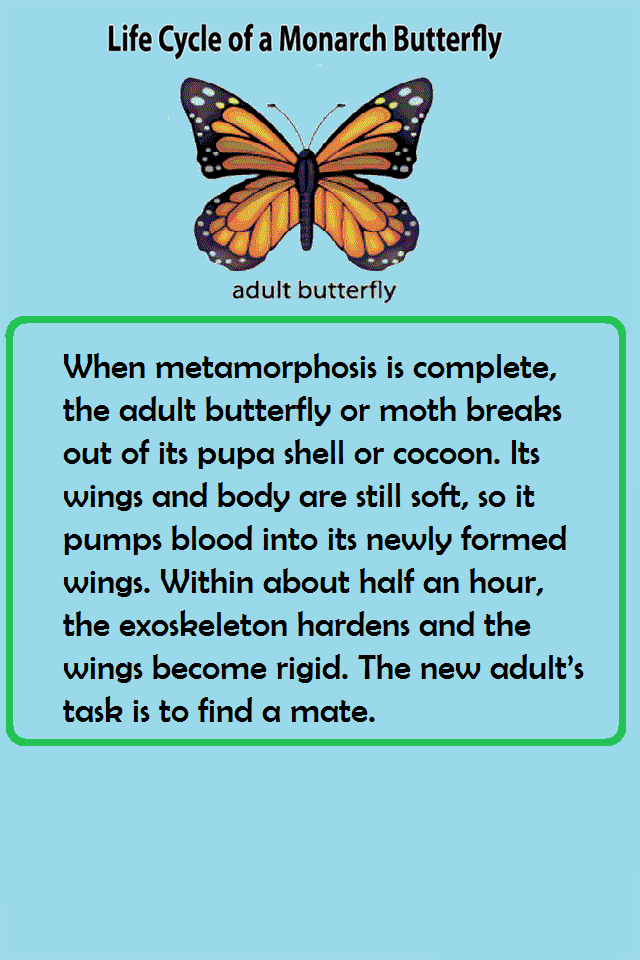 Life Cycle of a Monarch Butterfly
adult butterfly
When metamorphosis is complete,
the adult butterfly or moth breaks
out of its pupa shell or cocoon. Its
wings and body are still soft, so it
pumps blood into its newly formed
wings. Within about half an hour,
the exoskeleton hardens and the
wings become rigid. The new adult’s
task is to find a mate.